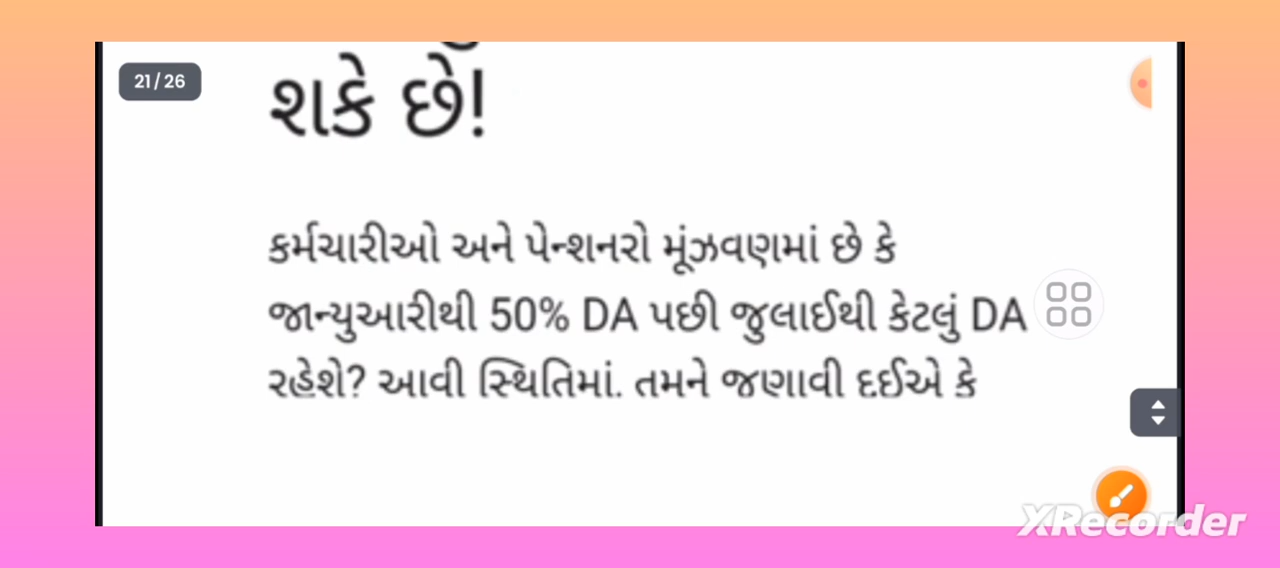 21/26
શકે છે!
કર્મચારીઓ અને પેન્શનરો મૂંઝવણમાં છે કે
જાન્યુઆરીથી 50% DA પછી જુલાઈથી કેટલું DA
રહેશે? આવી સ્થિતિમાં. તમને જણાવી દઈએ કે
XRecorder